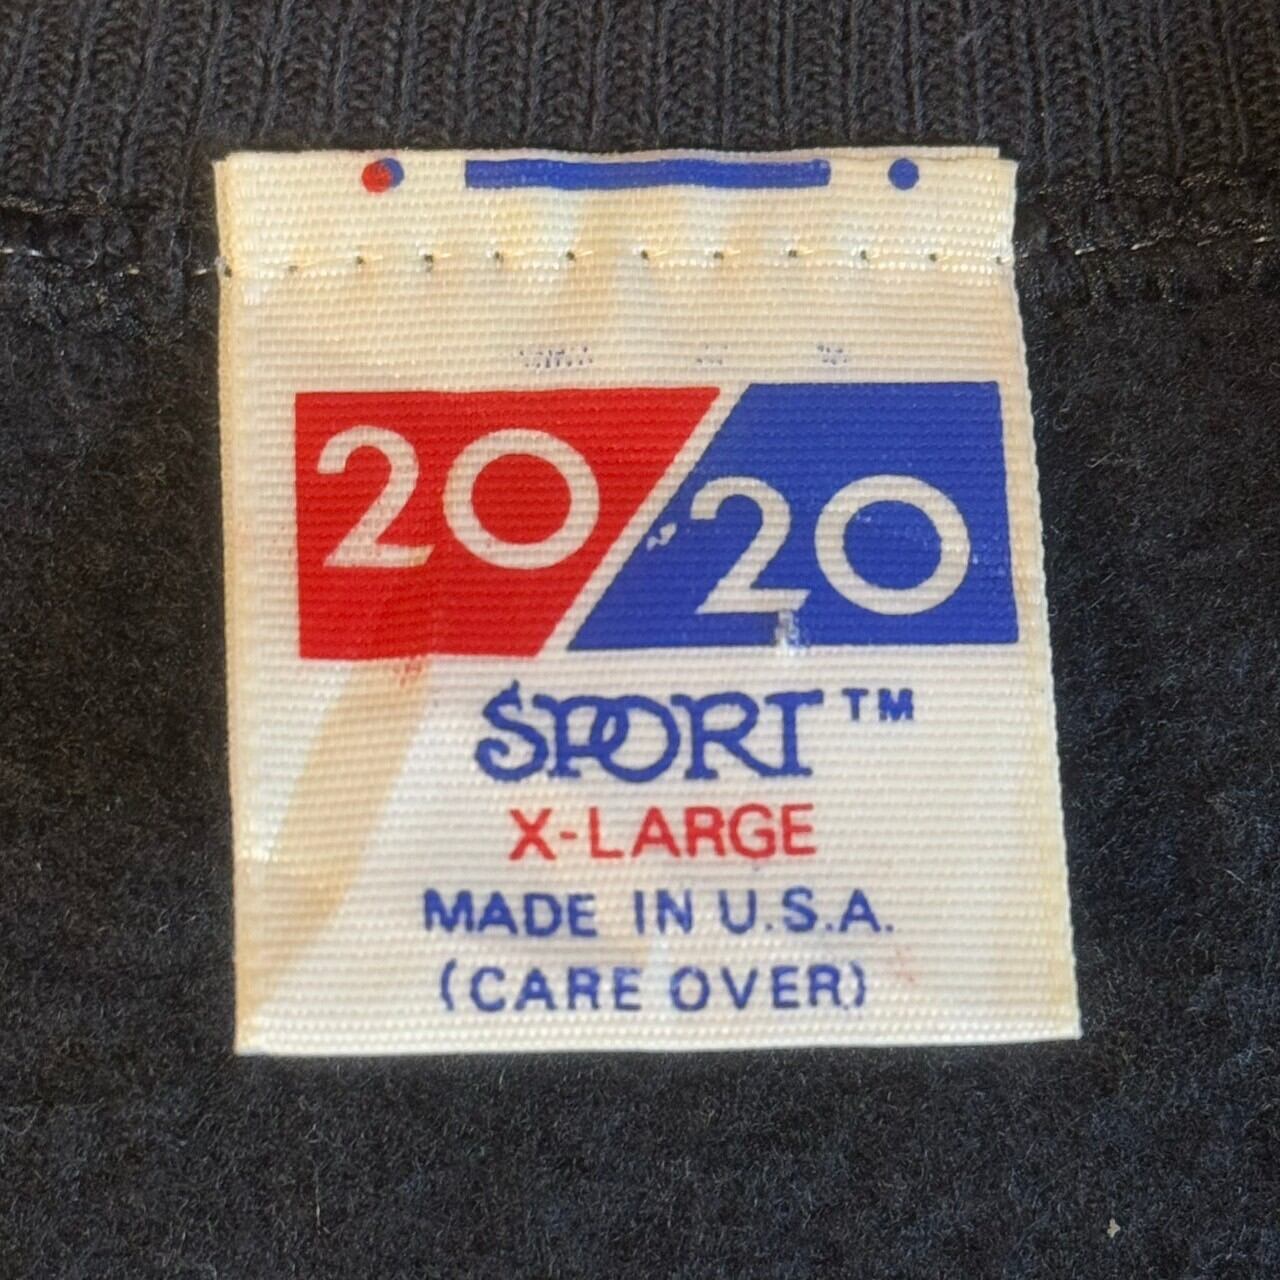 20
20
SPORT™
X-LARGE
MADE IN U.S.A.
(CARE OVER)